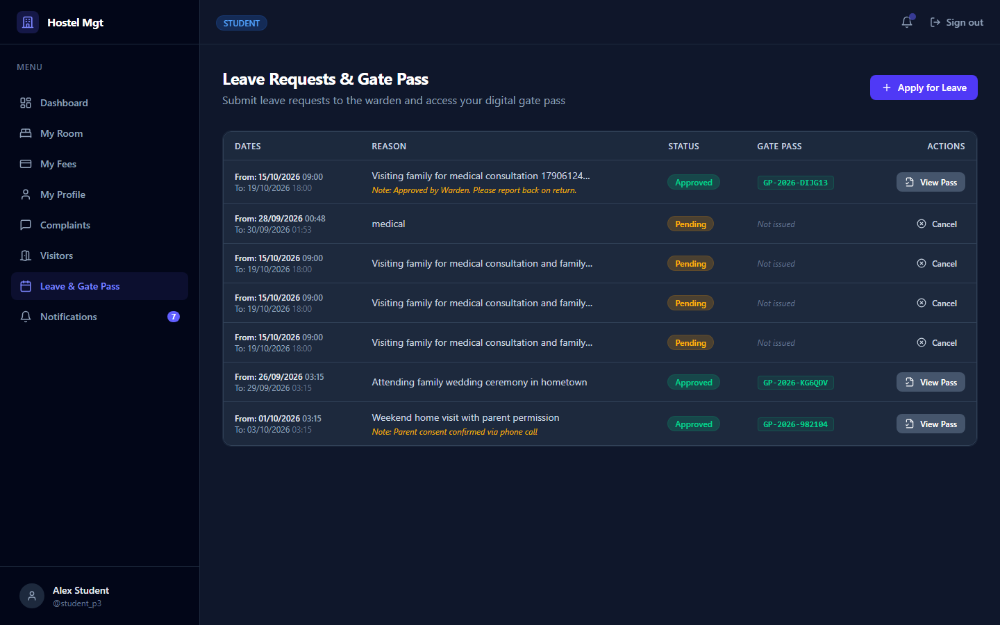 Hostel Mgt
STUDENT
Sign out
MENU
Dashboard
My Room
My Fees
My Profile
Complaints
Visitors
Leave & Gate Pass
Notifications 7
Alex Student
@student_p3
Leave Requests & Gate Pass
Submit leave requests to the warden and access your digital gate pass
Apply for Leave
DATES REASON STATUS GATE PASS ACTIONS
From: 15/10/2026 09:00
To: 19/10/2026 18:00
Visiting family for medical consultation 17906124...
Note: Approved by Warden. Please report back on return.
Approved
GP-2026-DIJG13
View Pass
From: 28/09/2026 00:48
To: 30/09/2026 01:53
medical
Pending
Not issued
Cancel
From: 15/10/2026 09:00
To: 19/10/2026 18:00
Visiting family for medical consultation and family...
Pending
Not issued
Cancel
From: 15/10/2026 09:00
To: 19/10/2026 18:00
Visiting family for medical consultation and family...
Pending
Not issued
Cancel
From: 15/10/2026 09:00
To: 19/10/2026 18:00
Visiting family for medical consultation and family...
Pending
Not issued
Cancel
From: 26/09/2026 03:15
To: 29/09/2026 03:15
Attending family wedding ceremony in hometown
Approved
GP-2026-KG6QDV
View Pass
From: 01/10/2026 03:15
To: 03/10/2026 03:15
Weekend home visit with parent permission
Note: Parent consent confirmed via phone call
Approved
GP-2026-982104
View Pass